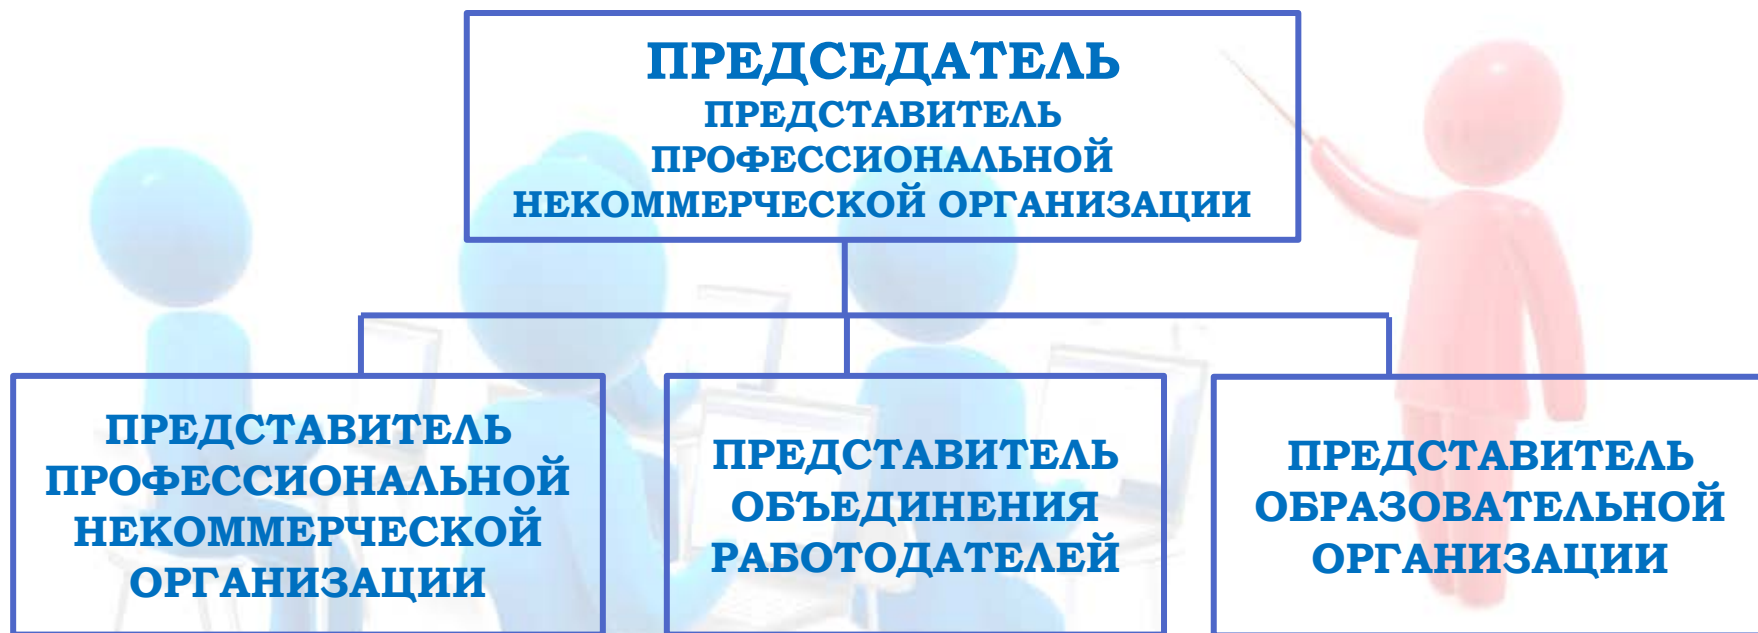 ПРЕДСЕДАТЕЛЬ
ПРЕДСТАВИТЕЛЬ
ПРОФЕССИОНАЛЬНОЙ
НЕКОММЕРЧЕСКОЙ ОРГАНИЗАЦИИ
ПРЕДСТАВИТЕЛЬ
ПРОФЕССИОНАЛЬНОЙ
НЕКОММЕРЧЕСКОЙ
ОРГАНИЗАЦИИ
ПРЕДСТАВИТЕЛЬ
ОБЪЕДИНЕНИЯ
РАБОТОДАТЕЛЕЙ
ПРЕДСТАВИТЕЛЬ
ОБРАЗОВАТЕЛЬНОЙ
ОРГАНИЗАЦИИ